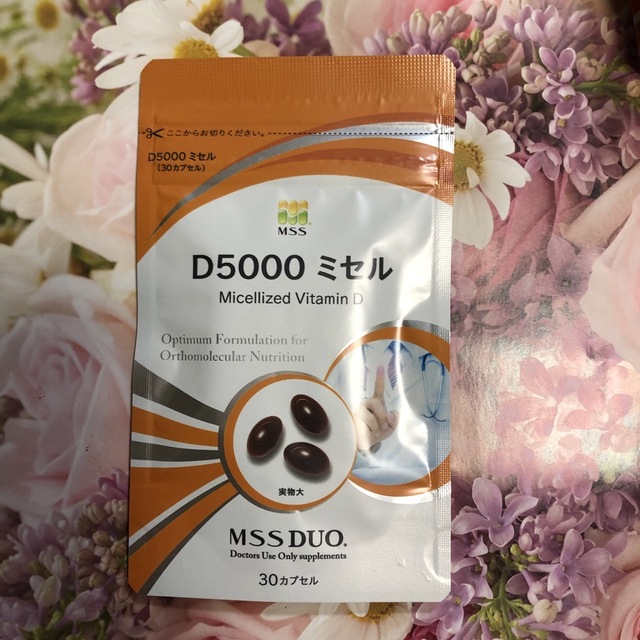 ここからお切りください。
D5000 ミセル
(30カプセル)
MSS
D5000 ミセル
Micellized Vitamin D
Optimum Formulation for
Orthomolecular Nutrition
実物大
MSS DUO®
Doctors Use Only supplements
30カプセル